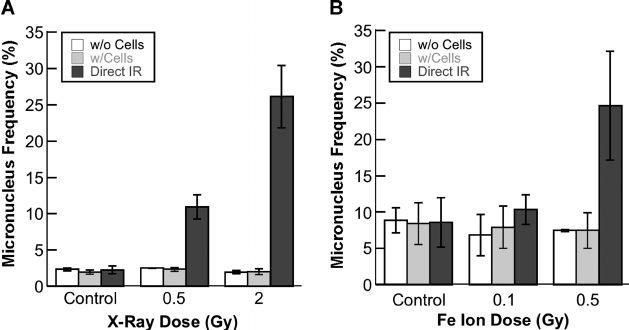 A
Micronucleus Frequency (%)
35
30
25
20
15
10
5
0
w/o Cells
w/Cells
Direct IR
Control
0.5
2
X-Ray Dose (Gy)
B
Micronucleus Frequency (%)
35
30
25
20
15
10
5
0
w/o Cells
w/Cells
Direct IR
Control
0.1
0.5
Fe Ion Dose (Gy)